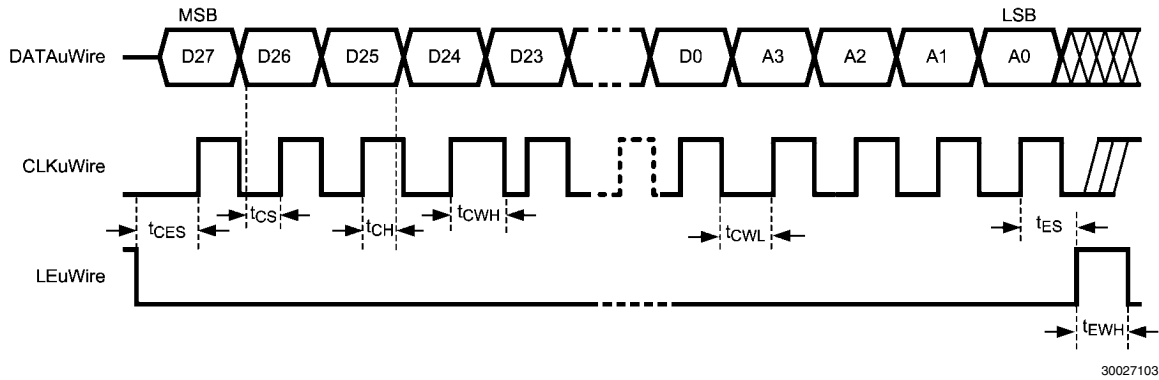 MSB LSB
DATAuWire D27 D26 D25 D24 D23 D0 A3 A2 A1 A0
CLKuWire
tCES tCS tCH tCWH tCWL tES
LEuWire
tEWH
30027103